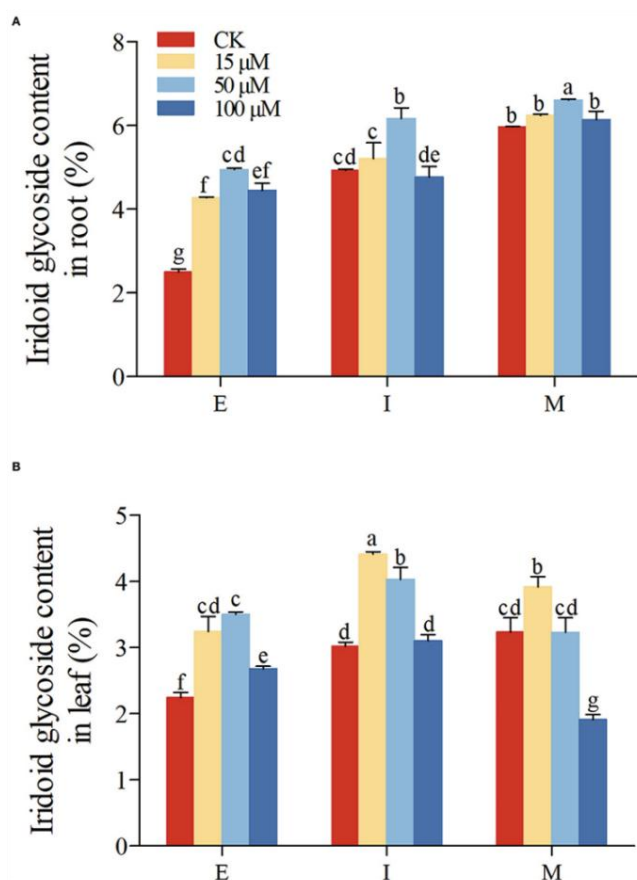 A
Iridoid glycoside content
in root (%)
8
6
4
2
0
CK
15 μM
50 μM
100 μM
g f cd ef
cd c b de
b b a b
E I M
B
Iridoid glycoside content
in leaf (%)
5
4
3
2
1
0
f cd c e
d a b d
cd b cd g
E I M